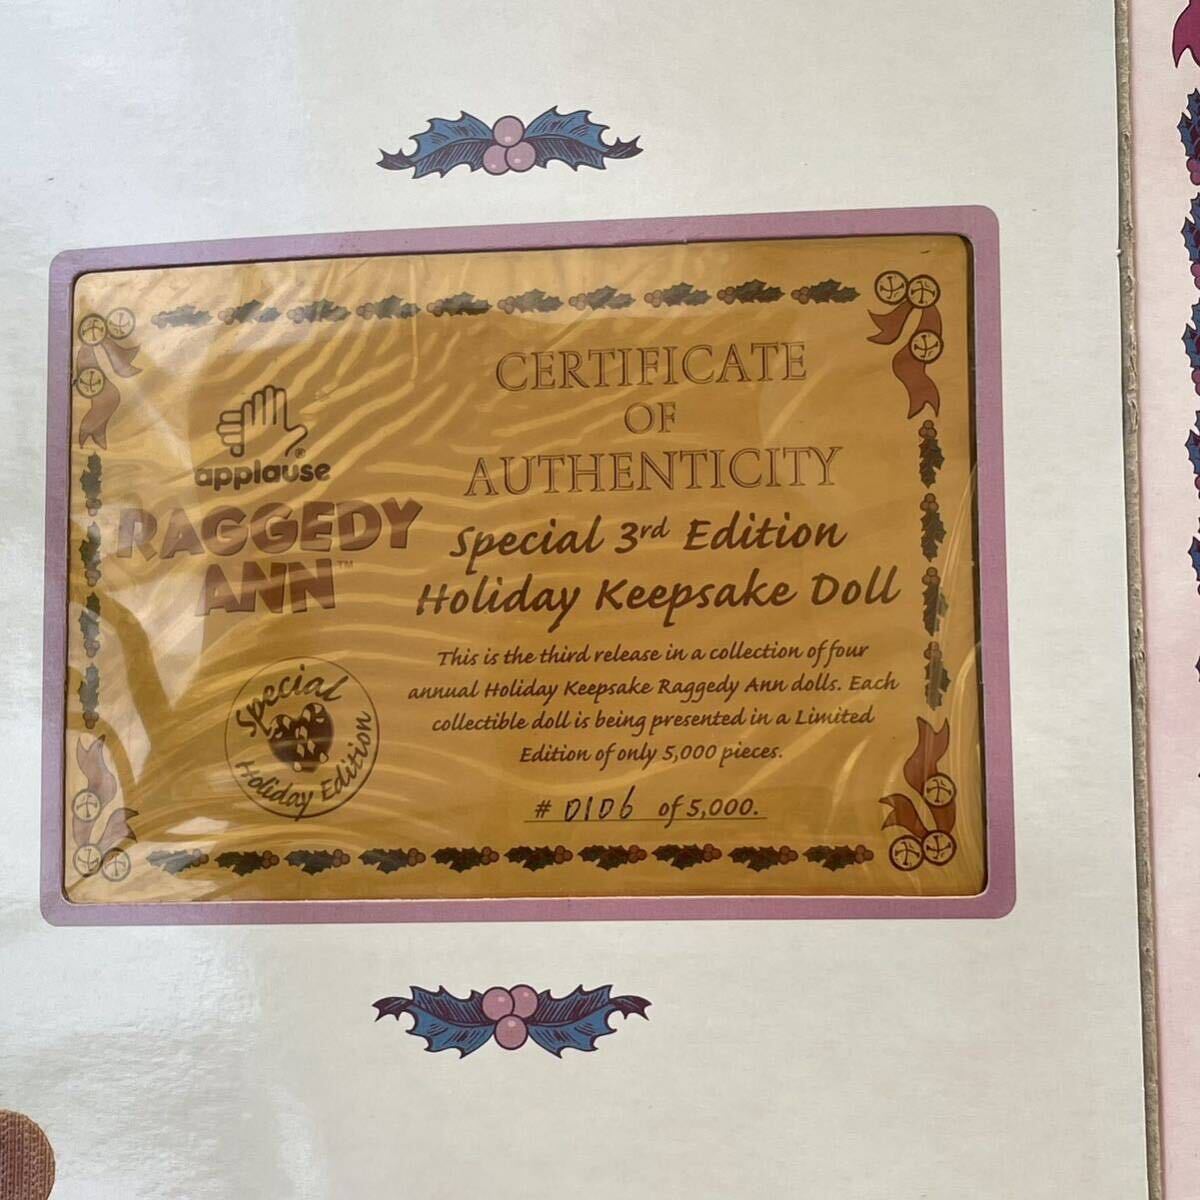 applause®
RAGGEDY
ANN™
Special
Holiday Edition
CERTIFICATE
OF
AUTHENTICITY
Special 3rd Edition
Holiday Keepsake Doll
This is the third release in a collection of four
annual Holiday Keepsake Raggedy Ann dolls. Each
collectible doll is being presented in a Limited
Edition of only 5,000 pieces.
# 0106 of 5,000.